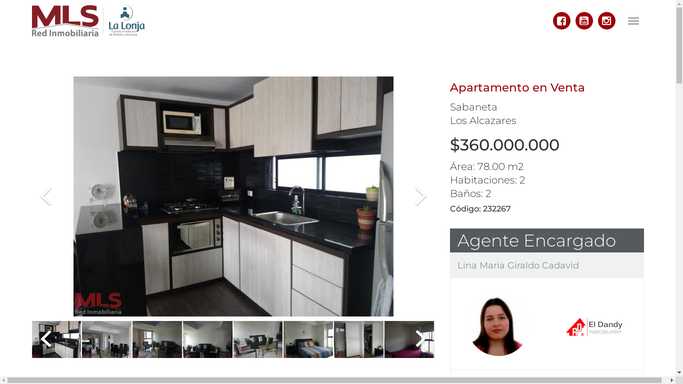 MLS
Red Inmobiliaria
La Lonja
Apartamento en Venta
Sabaneta
Los Alcazares
$360.000.000
Área: 78.00 m2
Habitaciones: 2
Baños: 2
Código: 232267
Agente Encargado
Lina Maria Giraldo Cadavid
MLS
Red Inmobiliaria
El Dandy